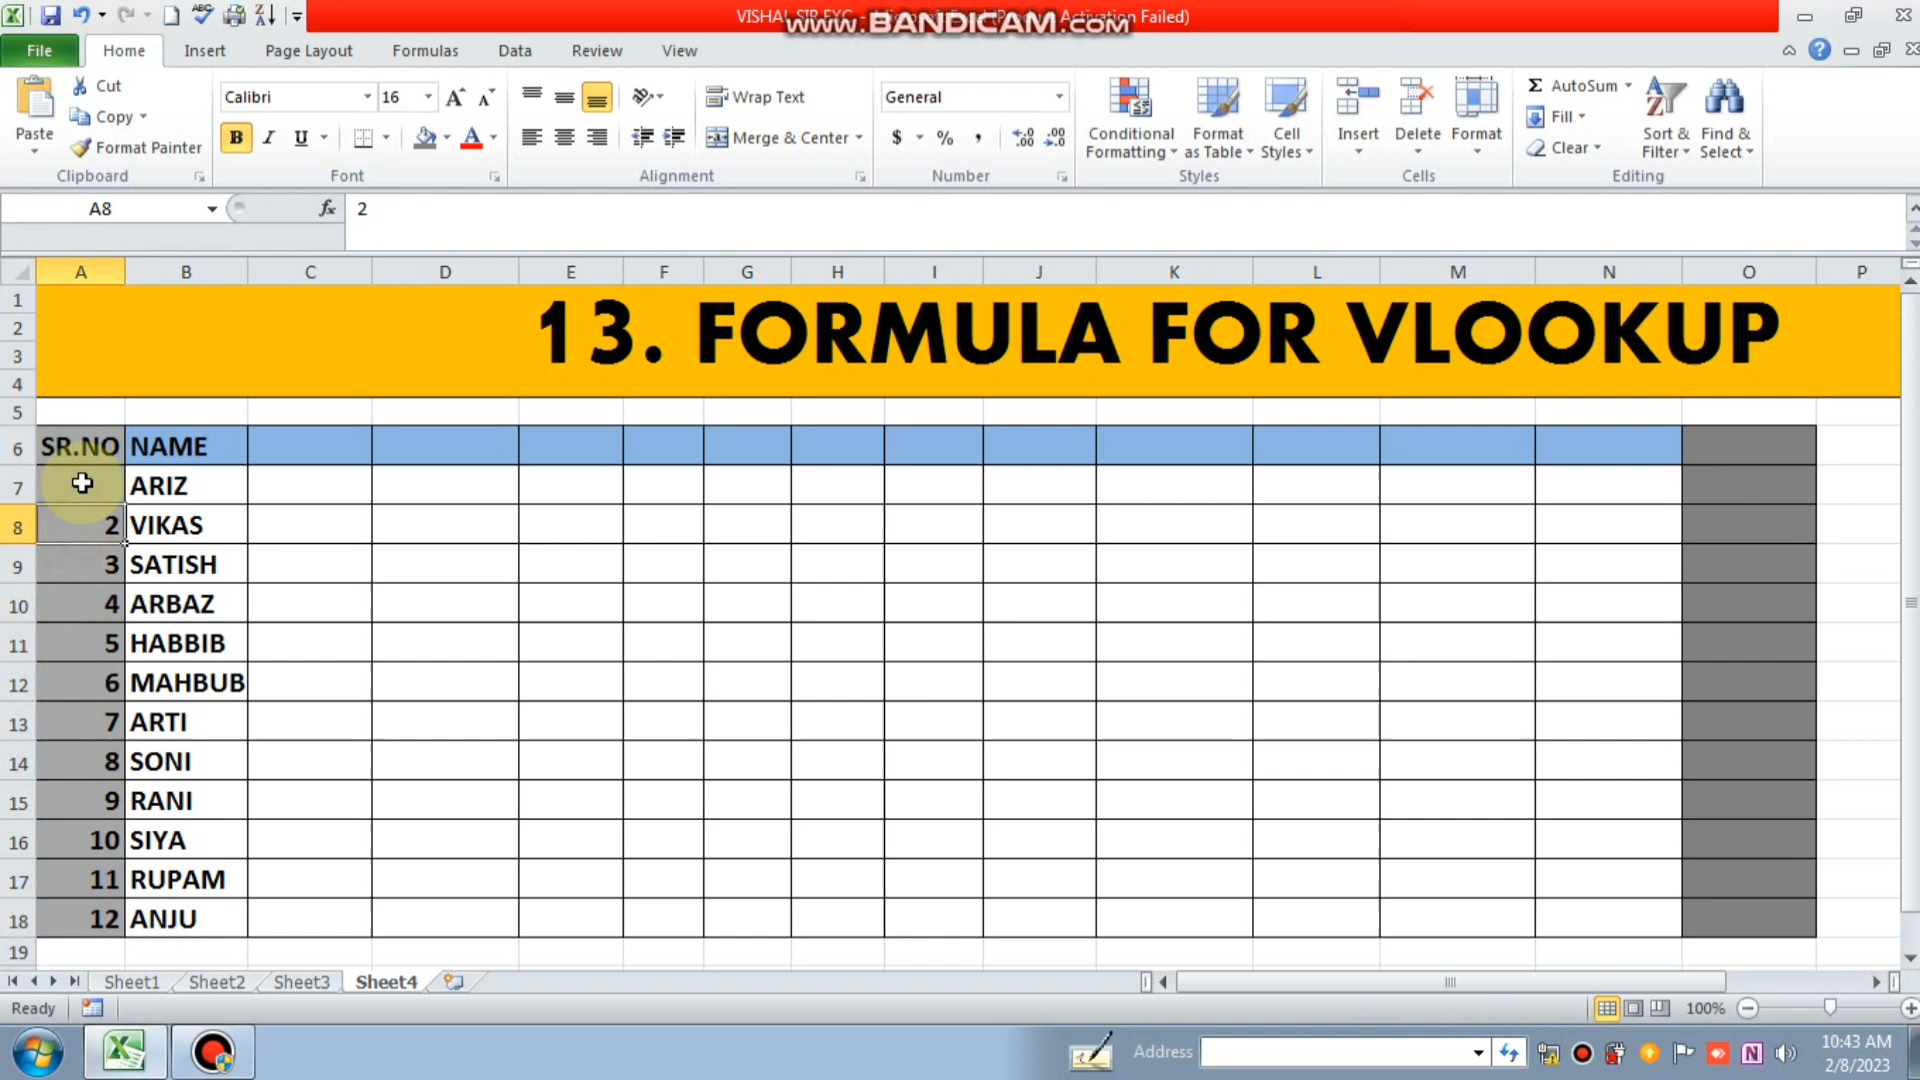 VISHAL SIR EXC - Microsoft Excel (Product Activation Failed)
www.BANDICAM.com
File Home Insert Page Layout Formulas Data Review View
Paste
Cut
Copy
Format Painter
Clipboard
Calibri 16
B I U
Font
Wrap Text
Merge & Center
Alignment
General
$ % ,
Number
Conditional Formatting
Format as Table
Cell Styles
Styles
Insert Delete Format
Cells
AutoSum
Fill
Clear
Sort & Filter
Find & Select
Editing
A8 fx 2
A B C D E F G H I J K L M N O P
1
2
3
4
13. FORMULA FOR VLOOKUP
5
6 SR.NO NAME
7 ARIZ
8 2 VIKAS
9 3 SATISH
10 4 ARBAZ
11 5 HABBIB
12 6 MAHBUB
13 7 ARTI
14 8 SONI
15 9 RANI
16 10 SIYA
17 11 RUPAM
18 12 ANJU
19
Sheet1 Sheet2 Sheet3 Sheet4
Ready 100%
Address
10:43 AM
2/8/2023